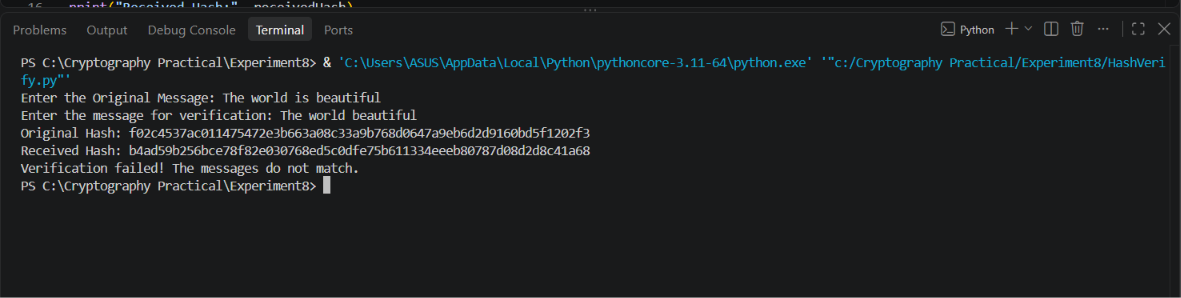 16 print("Received Hash:", receivedHash)
Problems Output Debug Console Terminal Ports Python
PS C:\Cryptography Practical\Experiment8> & 'C:\Users\ASUS\AppData\Local\Python\pythoncore-3.11-64\python.exe' '"c:/Cryptography Practical/Experiment8/HashVeri
fy.py"'
Enter the Original Message: The world is beautiful
Enter the message for verification: The world beautiful
Original Hash: f02c4537ac011475472e3b663a08c33a9b768d0647a9eb6d2d9160bd5f1202f3
Received Hash: b4ad59b256bce78f82e030768ed5c0dfe75b611334eeeb80787d08d2d8c41a68
Verification failed! The messages do not match.
PS C:\Cryptography Practical\Experiment8>